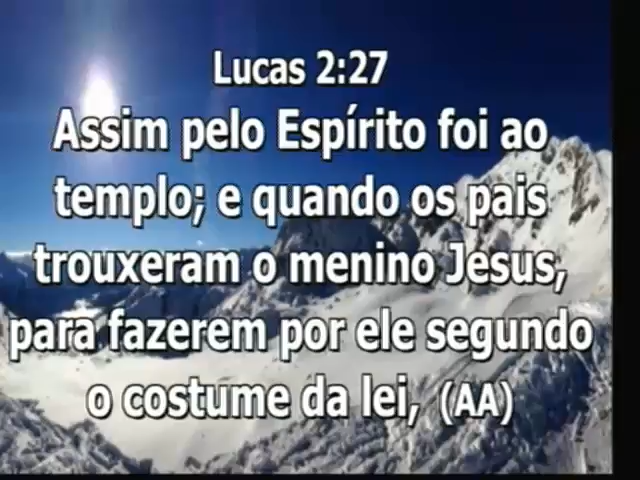 Lucas 2:27
Assim pelo Espírito foi ao
templo; e quando os pais
trouxeram o menino Jesus,
para fazerem por ele segundo
o costume da lei, (AA)